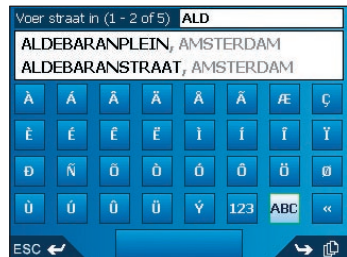 Voer straat in (1 - 2 of 5) ALD
ALDEBARANPLEIN, AMSTERDAM
ALDEBARANSTRAAT, AMSTERDAM
À Á Â Ä Å Ã Æ Ç
È É Ê Ë Ì Í Î Ï
Ð Ñ Õ Ò Ó Ô Ö Ø
Ù Ú Û Ü Ý 123 ABC «
ESC